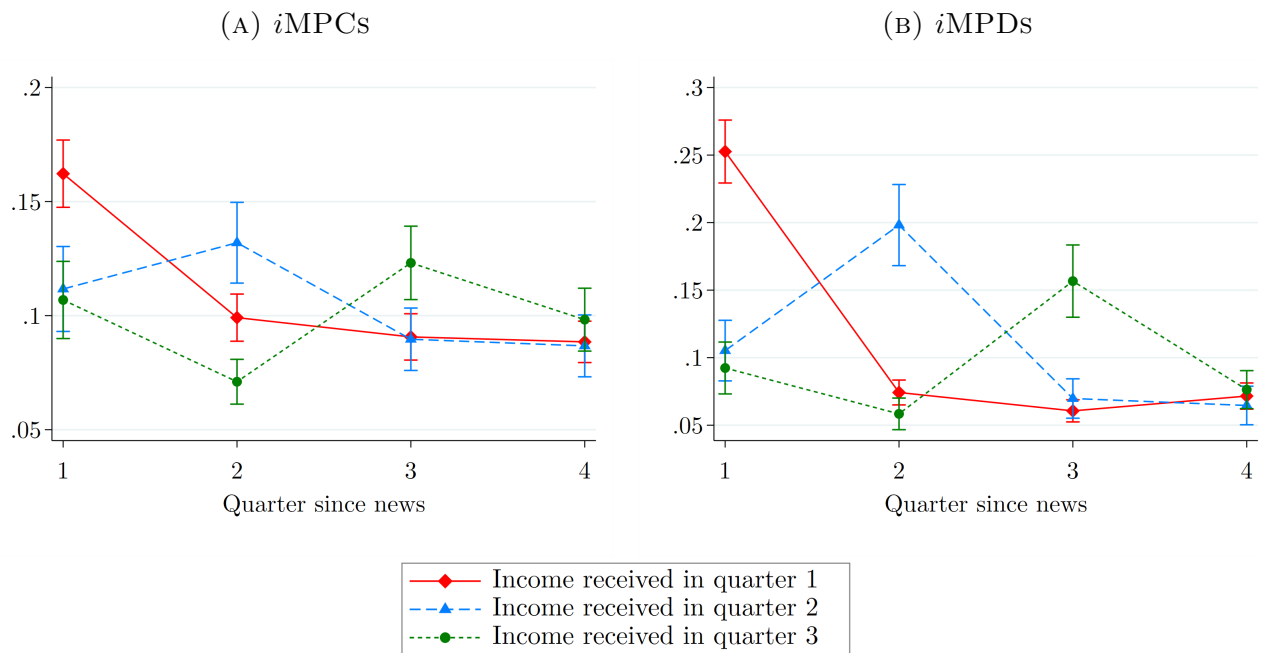 (A) iMPCs
.2
.15
.1
.05
1 2 3 4
Quarter since news
(B) iMPDs
.3
.25
.2
.15
.1
.05
1 2 3 4
Quarter since news
Income received in quarter 1
Income received in quarter 2
Income received in quarter 3